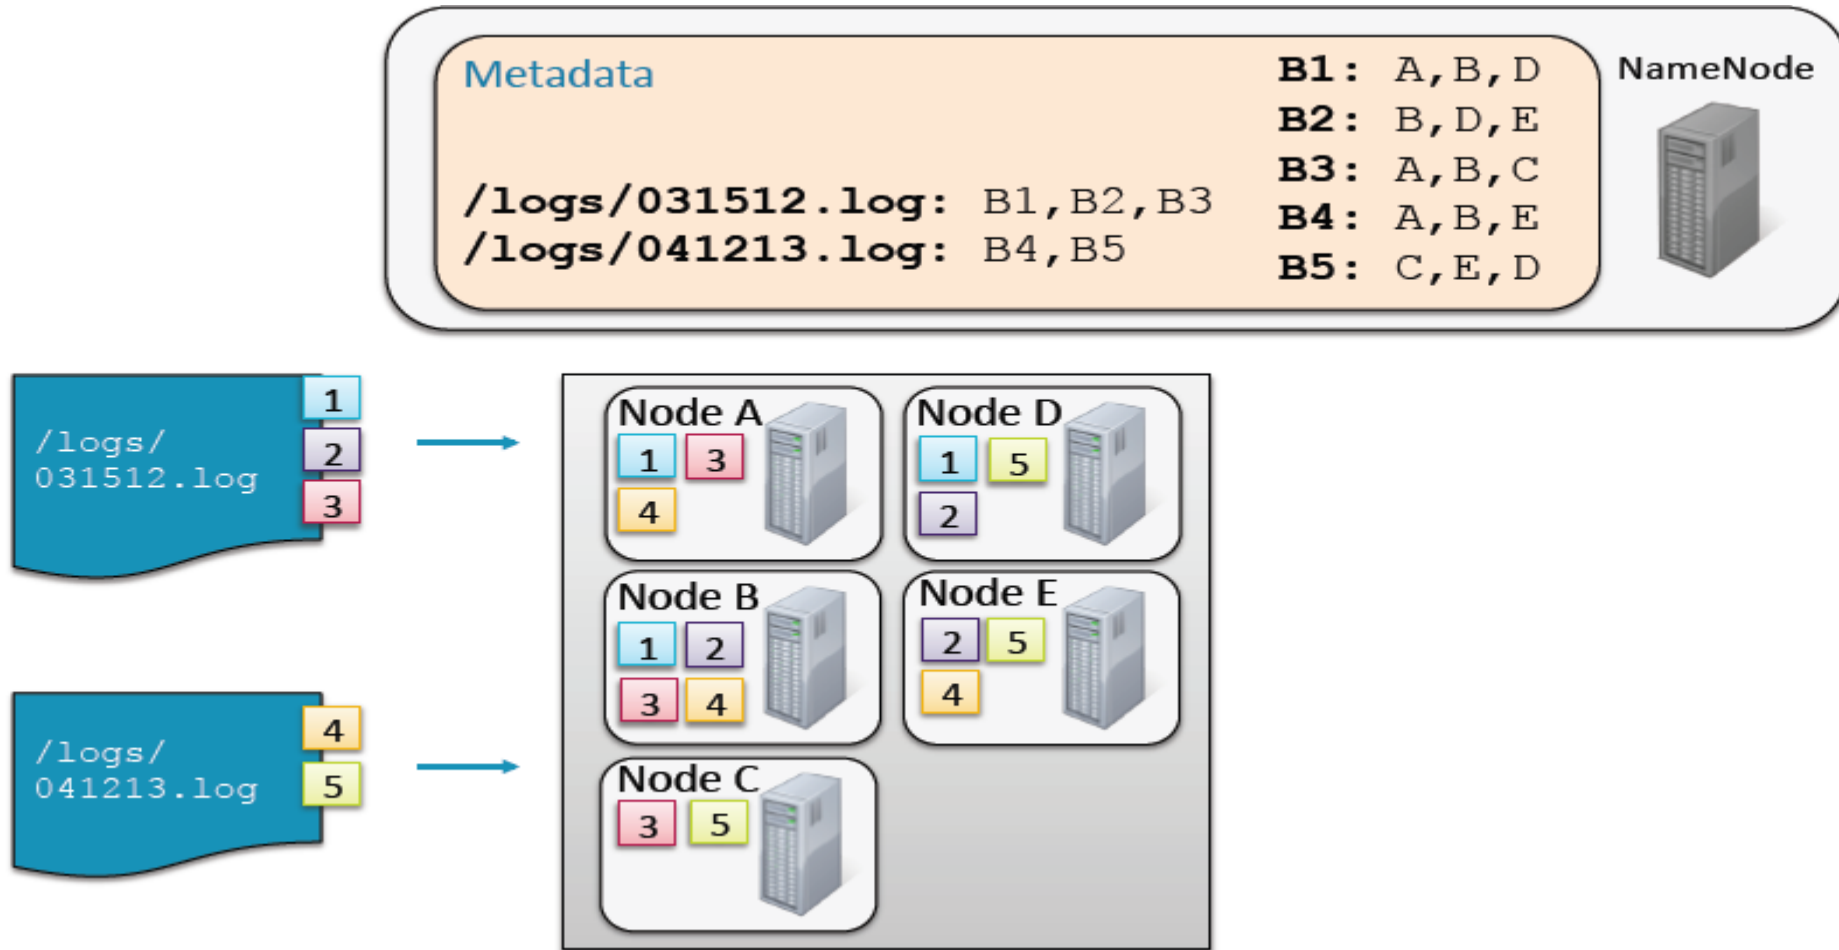 Metadata
/logs/031512.log: B1,B2,B3
/logs/041213.log: B4,B5
B1: A,B,D
B2: B,D,E
B3: A,B,C
B4: A,B,E
B5: C,E,D
NameNode
/logs/
031512.log
1
2
3
/logs/
041213.log
4
5
Node A
1 3
4
Node D
1 5
2
Node B
1 2
3 4
Node E
2 5
4
Node C
3 5